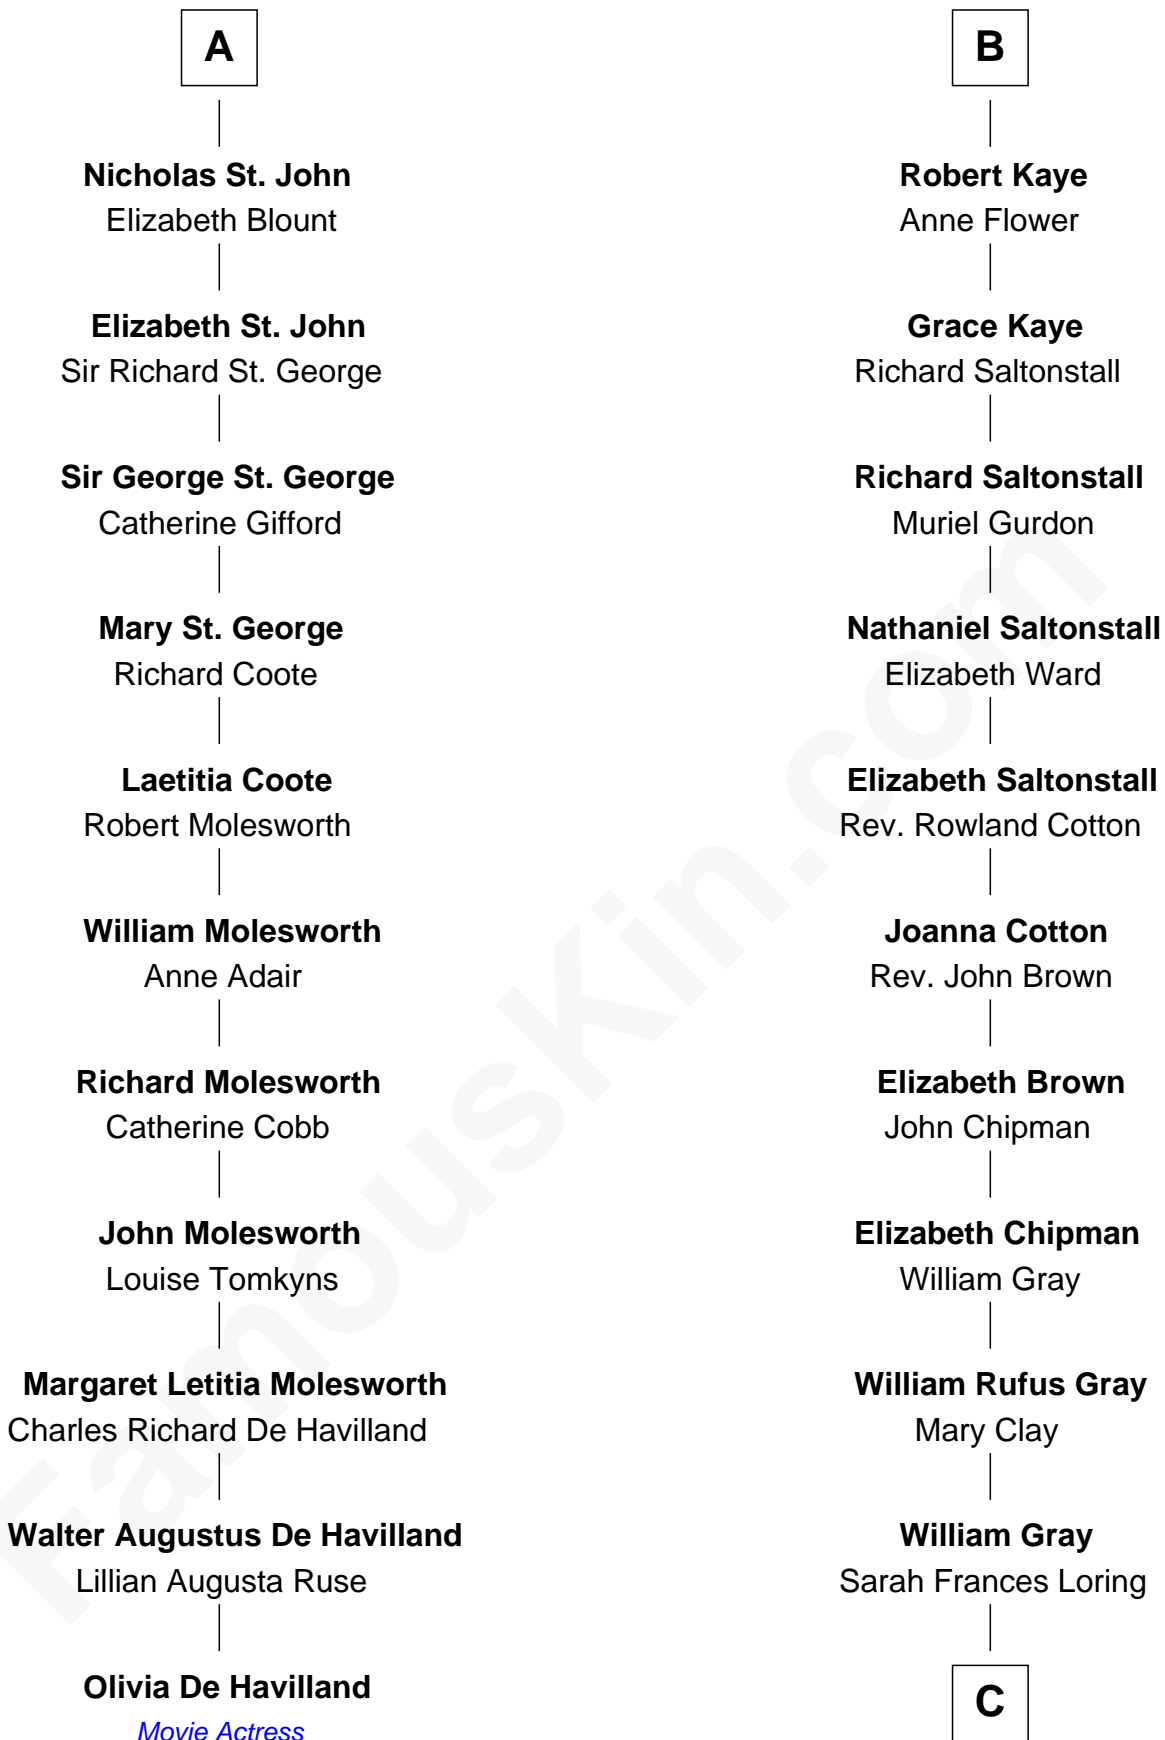 A
Nicholas St. John
Elizabeth Blount
Elizabeth St. John
Sir Richard St. George
Sir George St. George
Catherine Gifford
Mary St. George
Richard Coote
Laetitia Coote
Robert Molesworth
William Molesworth
Anne Adair
Richard Molesworth
Catherine Cobb
John Molesworth
Louise Tomkyns
Margaret Letitia Molesworth
Charles Richard De Havilland
Walter Augustus De Havilland
Lillian Augusta Ruse
Olivia De Havilland
Movie Actress
B
Robert Kaye
Anne Flower
Grace Kaye
Richard Saltonstall
Richard Saltonstall
Muriel Gurdon
Nathaniel Saltonstall
Elizabeth Ward
Elizabeth Saltonstall
Rev. Rowland Cotton
Joanna Cotton
Rev. John Brown
Elizabeth Brown
John Chipman
Elizabeth Chipman
William Gray
William Rufus Gray
Mary Clay
William Gray
Sarah Frances Loring
C
FamousKin.com